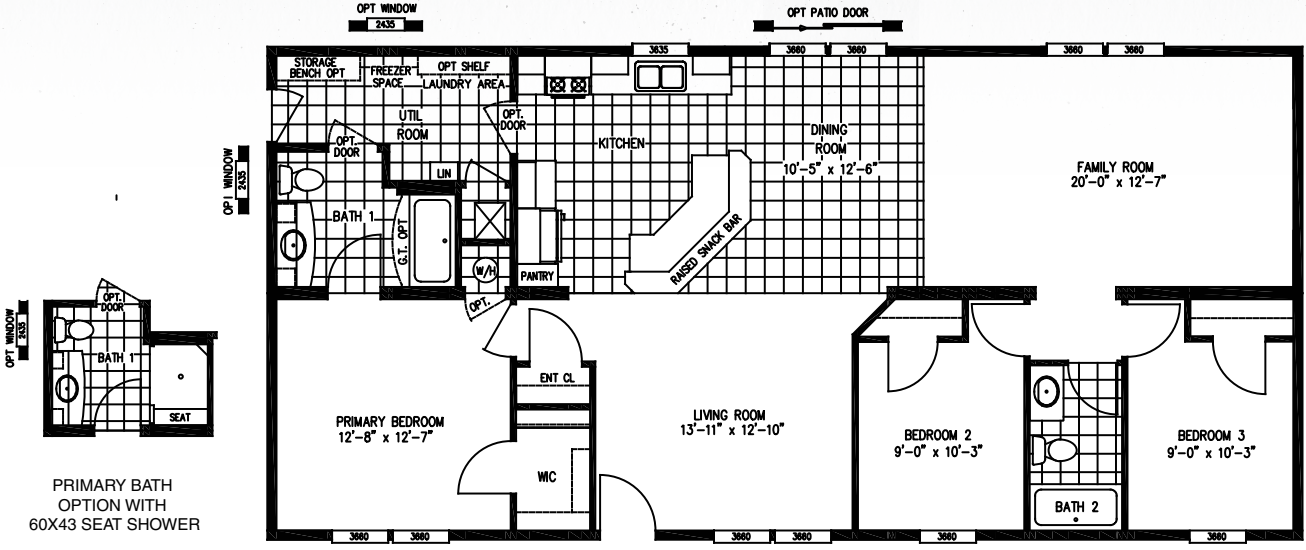 OPT WINDOW
2435
OPT PATIO DOOR
3635
3660
3660
3660
3660
STORAGE
BENCH OPT
FREEZER
SPACE
OPT SHELF
LAUNDRY AREA
UTIL
ROOM
OPT.
DOOR
OPT.
DOOR
KITCHEN
DINING
ROOM
10'-5" x 12'-6"
FAMILY ROOM
20'-0" x 12'-7"
OPT WINDOW
2435
LIN
BATH 1
G.T. OPT
W/H
PANTRY
RAISED SNACK BAR
OPT.
OPT WINDOW
2435
OPT.
DOOR
BATH 1
SEAT
ENT CL
PRIMARY BEDROOM
12'-8" x 12'-7"
LIVING ROOM
13'-11" x 12'-10"
BEDROOM 2
9'-0" x 10'-3"
BEDROOM 3
9'-0" x 10'-3"
WIC
BATH 2
PRIMARY BATH
OPTION WITH
60X43 SEAT SHOWER
3660
3660
3660
3660
3660
3660